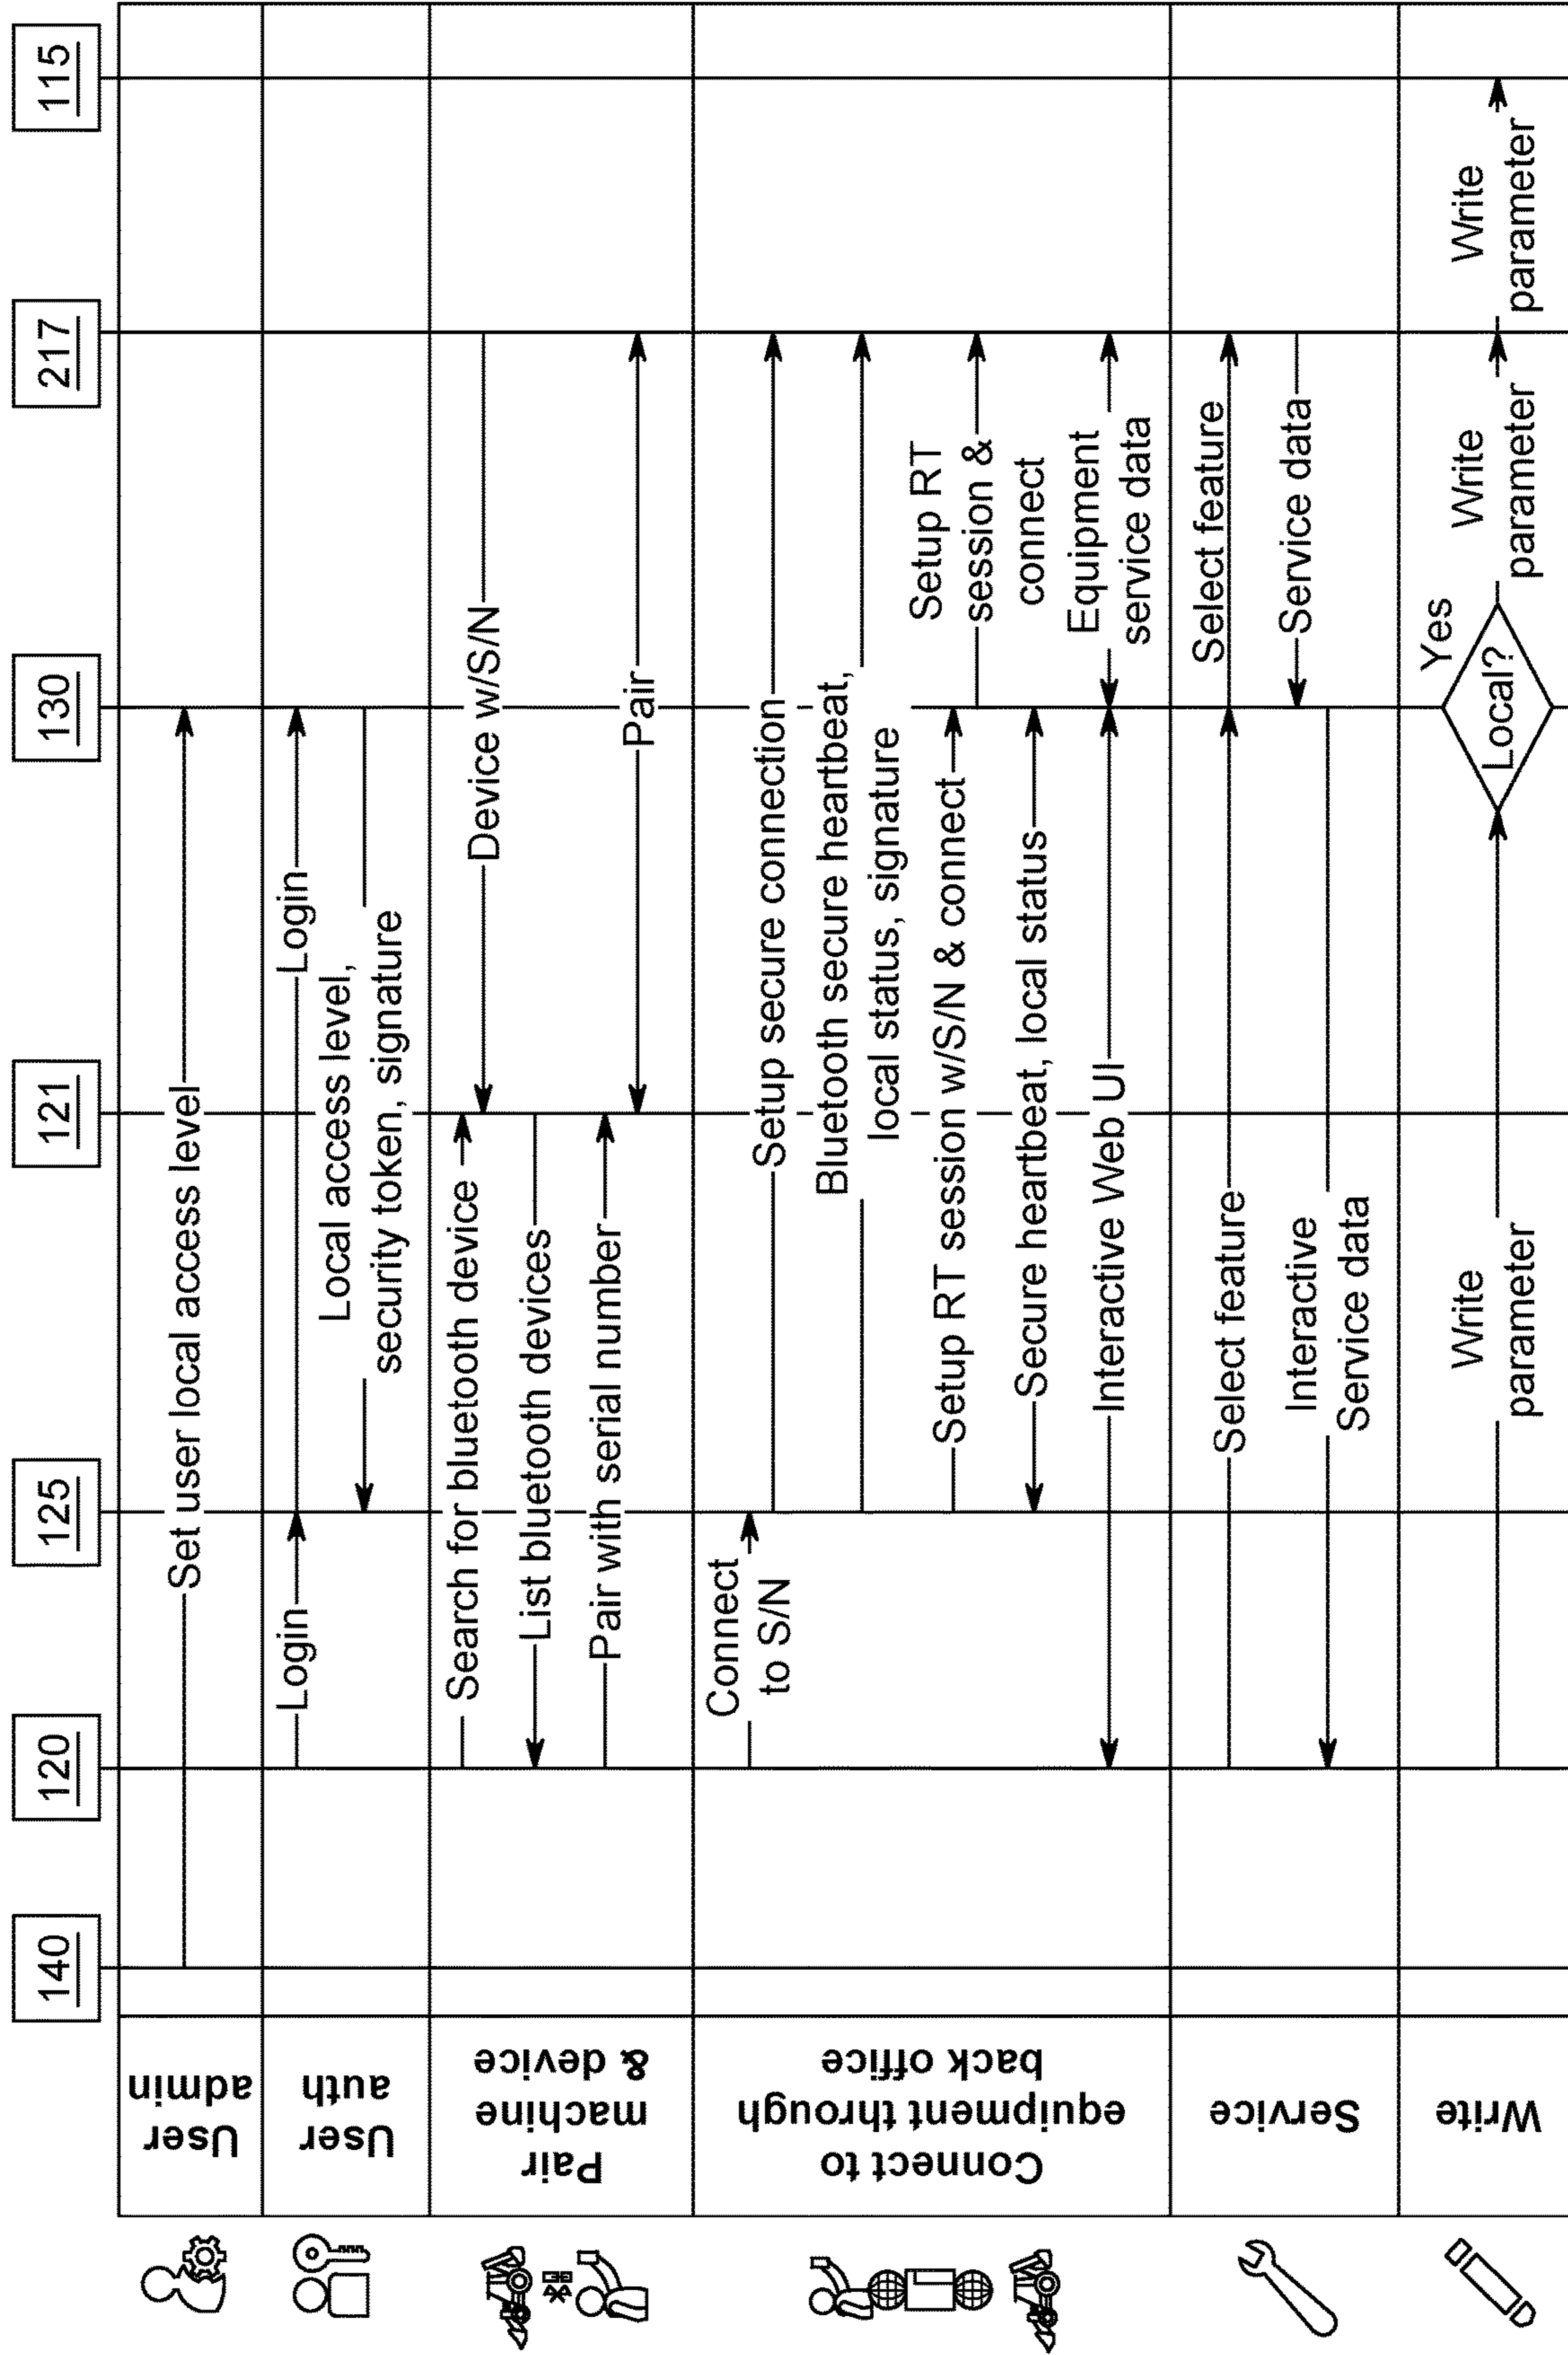 140
120
125
121
130
217
115
User
admin
Set user local access level
User
auth
Login
Login
Local access level,
security token, signature
Pair
machine
& device
Search for bluetooth device
Device w/S/N
List bluetooth devices
Pair with serial number
Pair
Connect to
equipment through
back office
Connect
to S/N
Setup secure connection
Bluetooth secure heartbeat,
local status, signature
Setup RT session w/S/N & connect
Setup RT
session &
connect
Secure heartbeat, local status
Interactive Web UI
Equipment
service data
Service
Select feature
Select feature
Interactive
Service data
Service data
Write
Write
parameter
Local?
Yes
Write
parameter
Write
parameter